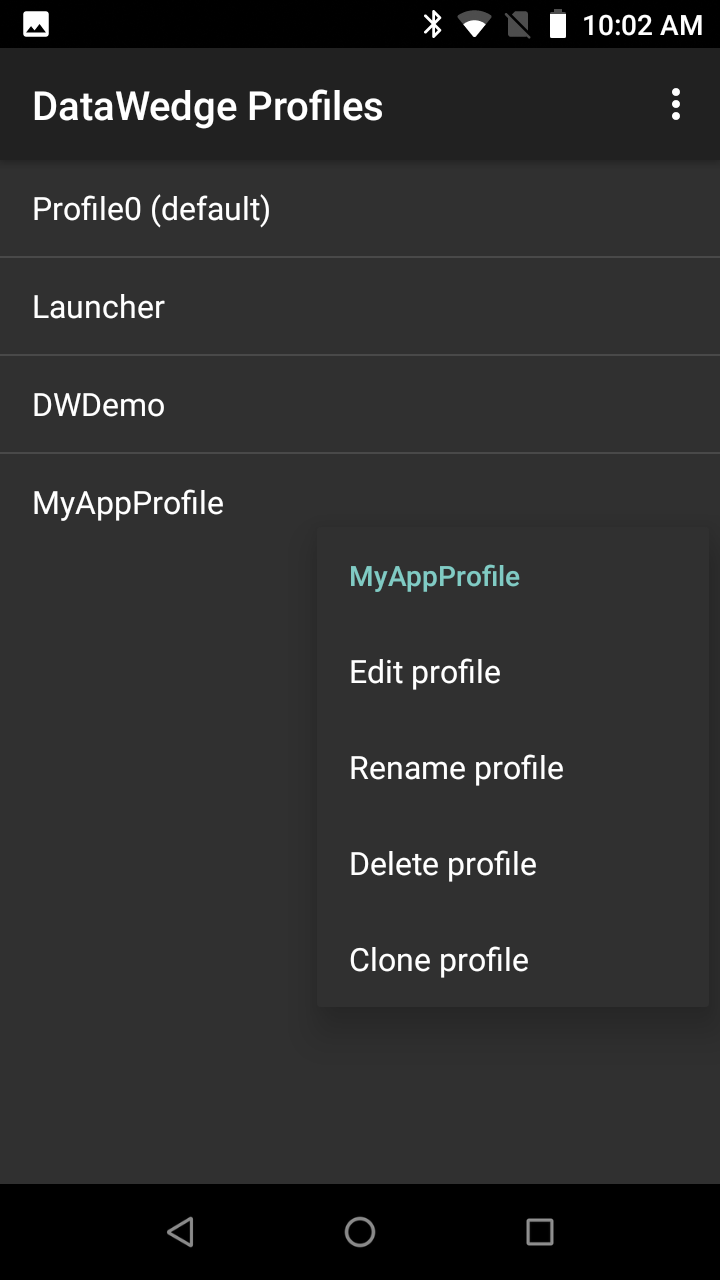 10:02 AM
DataWedge Profiles
Profile0 (default)
Launcher
DWDemo
MyAppProfile
MyAppProfile
Edit profile
Rename profile
Delete profile
Clone profile